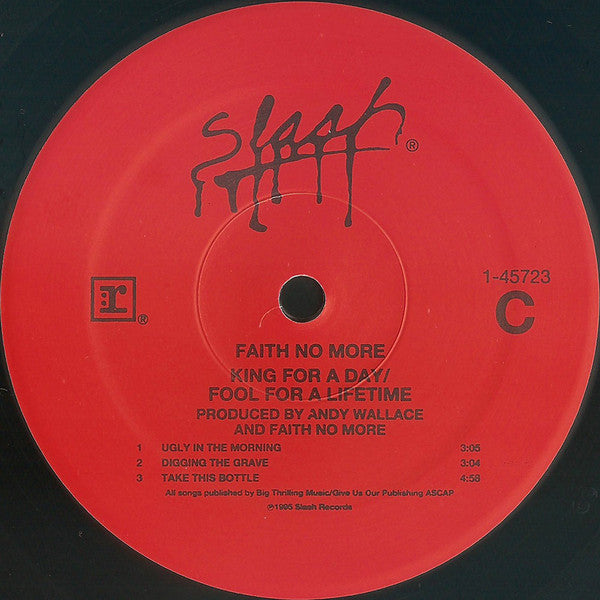 Slash ®
r ®
1-45723
C
FAITH NO MORE
KING FOR A DAY/
FOOL FOR A LIFETIME
PRODUCED BY ANDY WALLACE
AND FAITH NO MORE
1 UGLY IN THE MORNING 3:05
2 DIGGING THE GRAVE 3:04
3 TAKE THIS BOTTLE 4:58
All songs published by Big Thrilling Music/Give Us Our Publishing ASCAP
℗1995 Slash Records